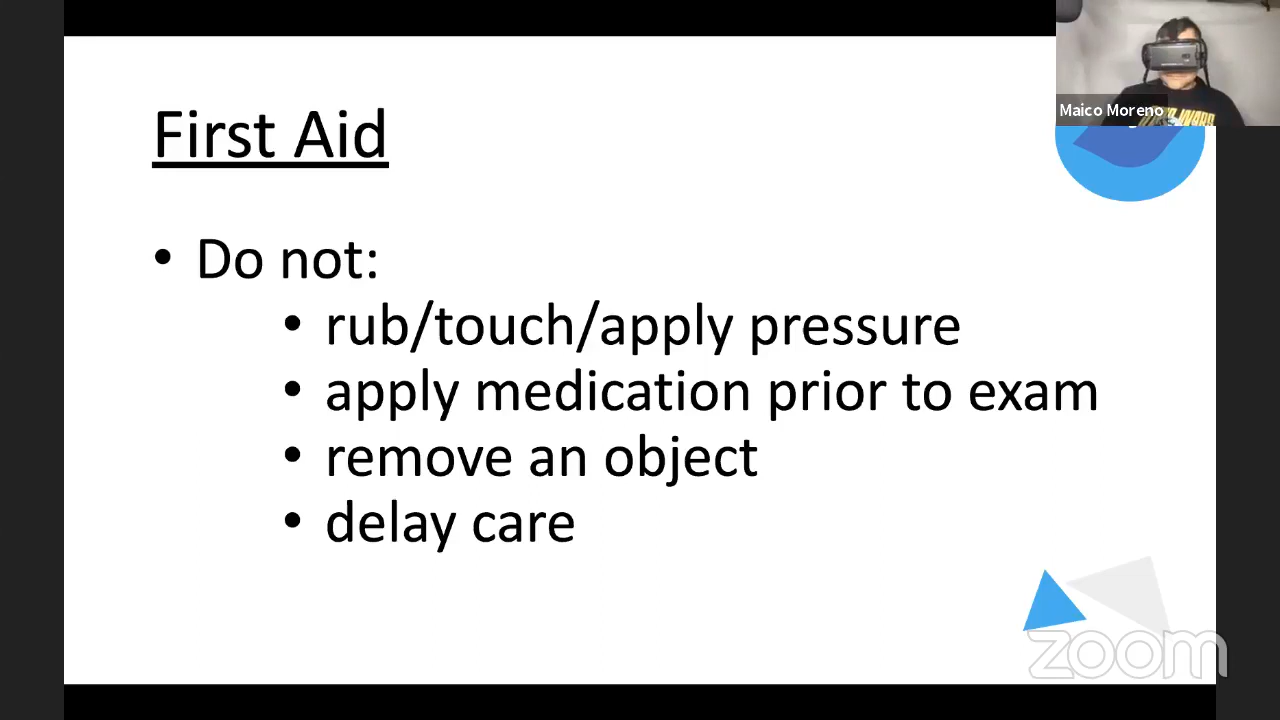 Maico Moreno
First Aid
• Do not:
• rub/touch/apply pressure
• apply medication prior to exam
• remove an object
• delay care
zoom